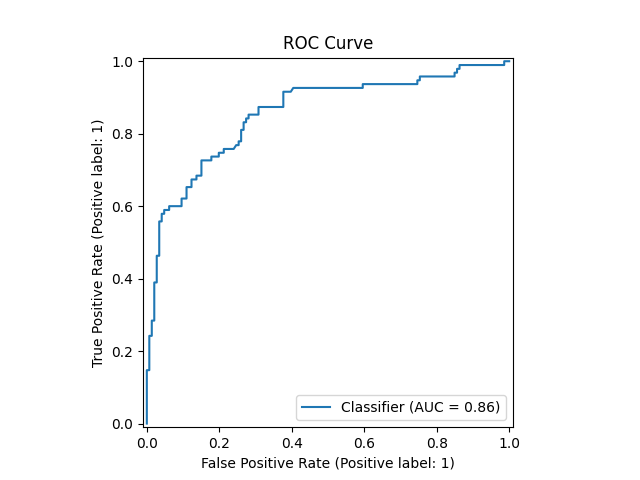 ROC Curve
True Positive Rate (Positive label: 1)
1.0
0.8
0.6
0.4
0.2
0.0
Classifier (AUC = 0.86)
0.0 0.2 0.4 0.6 0.8 1.0
False Positive Rate (Positive label: 1)